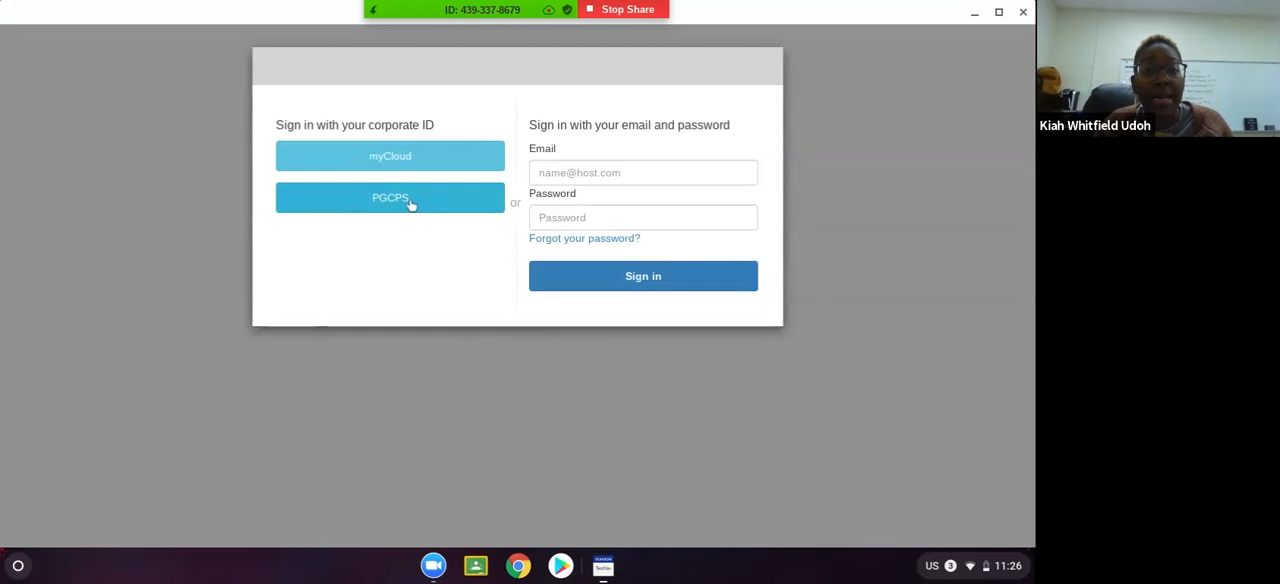 ID: 439-337-8679
Stop Share
Sign in with your corporate ID
myCloud
PGCPS
or
Sign in with your email and password
Email
name@host.com
Password
Password
Forgot your password?
Sign in
Kiah Whitfield Udoh
US 3 11:26